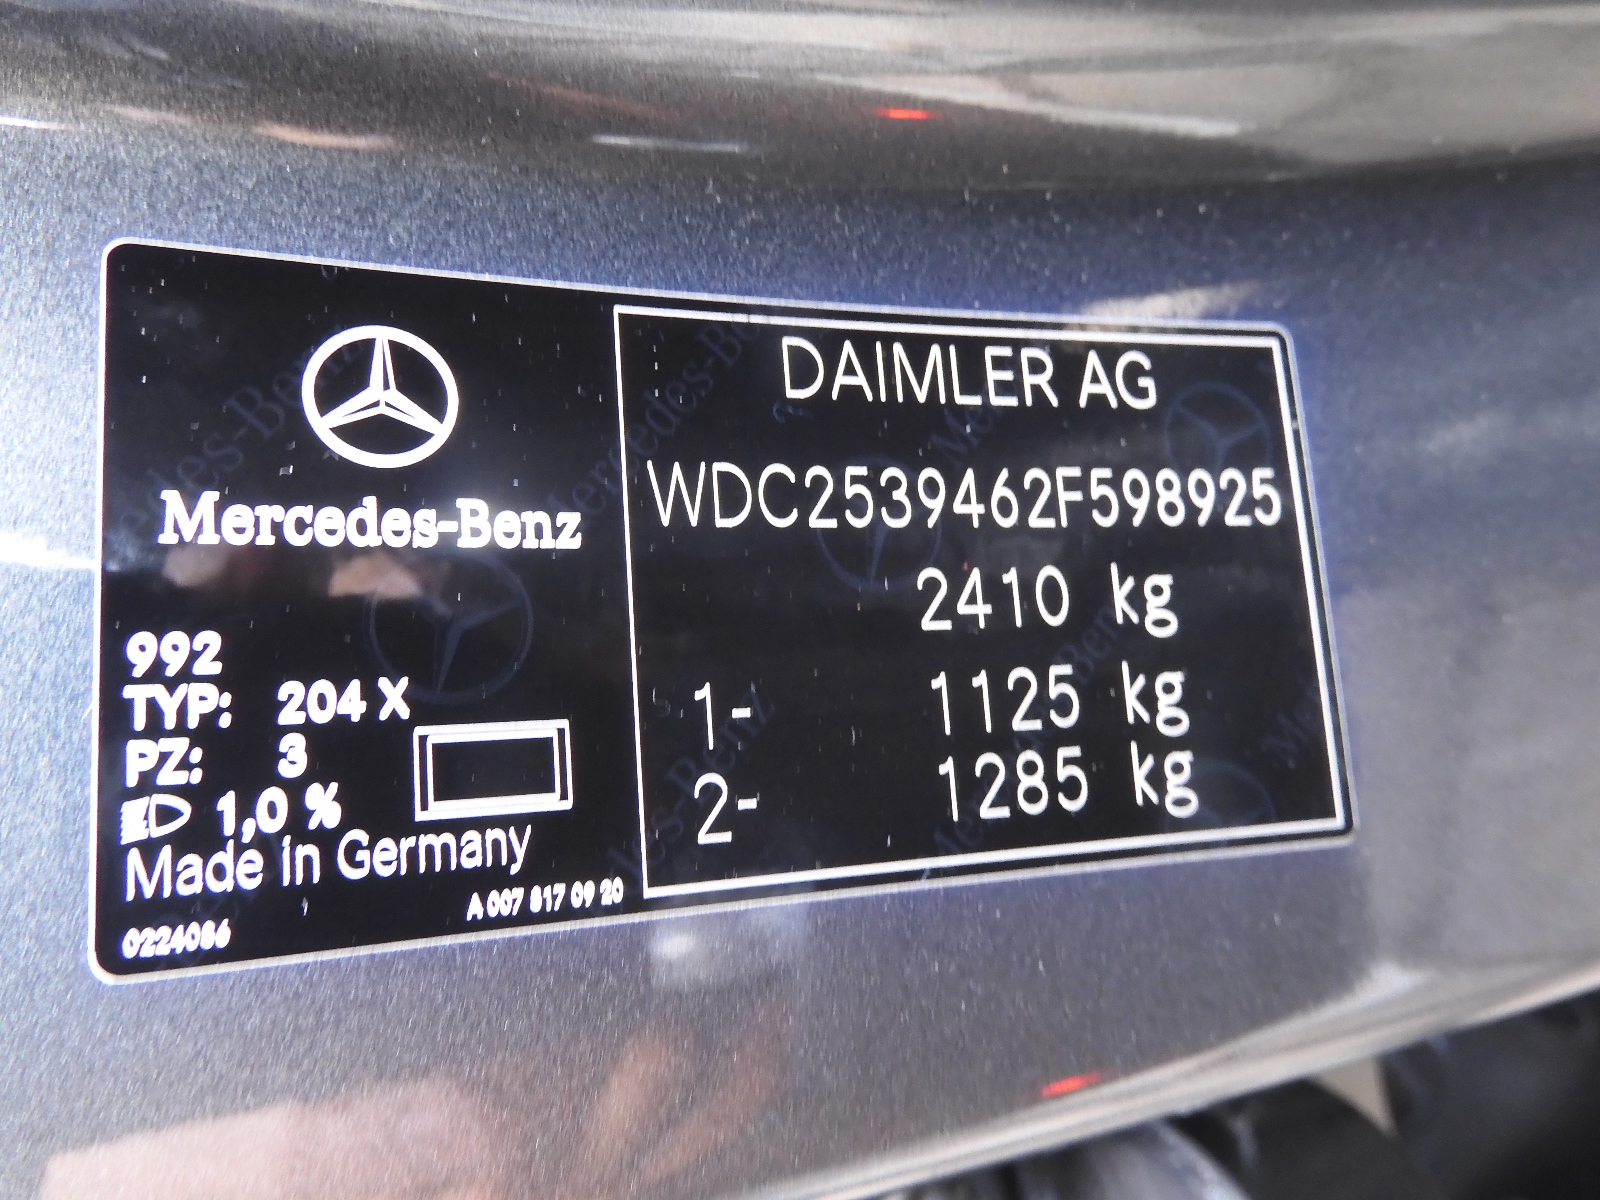 Mercedes-Benz
992
TYP: 204 X
PZ: 3
1,0 %
Made in Germany
A 007 817 09 20
0224086
DAIMLER AG
WDC2539462F598925
2410 kg
1- 1125 kg
2- 1285 kg